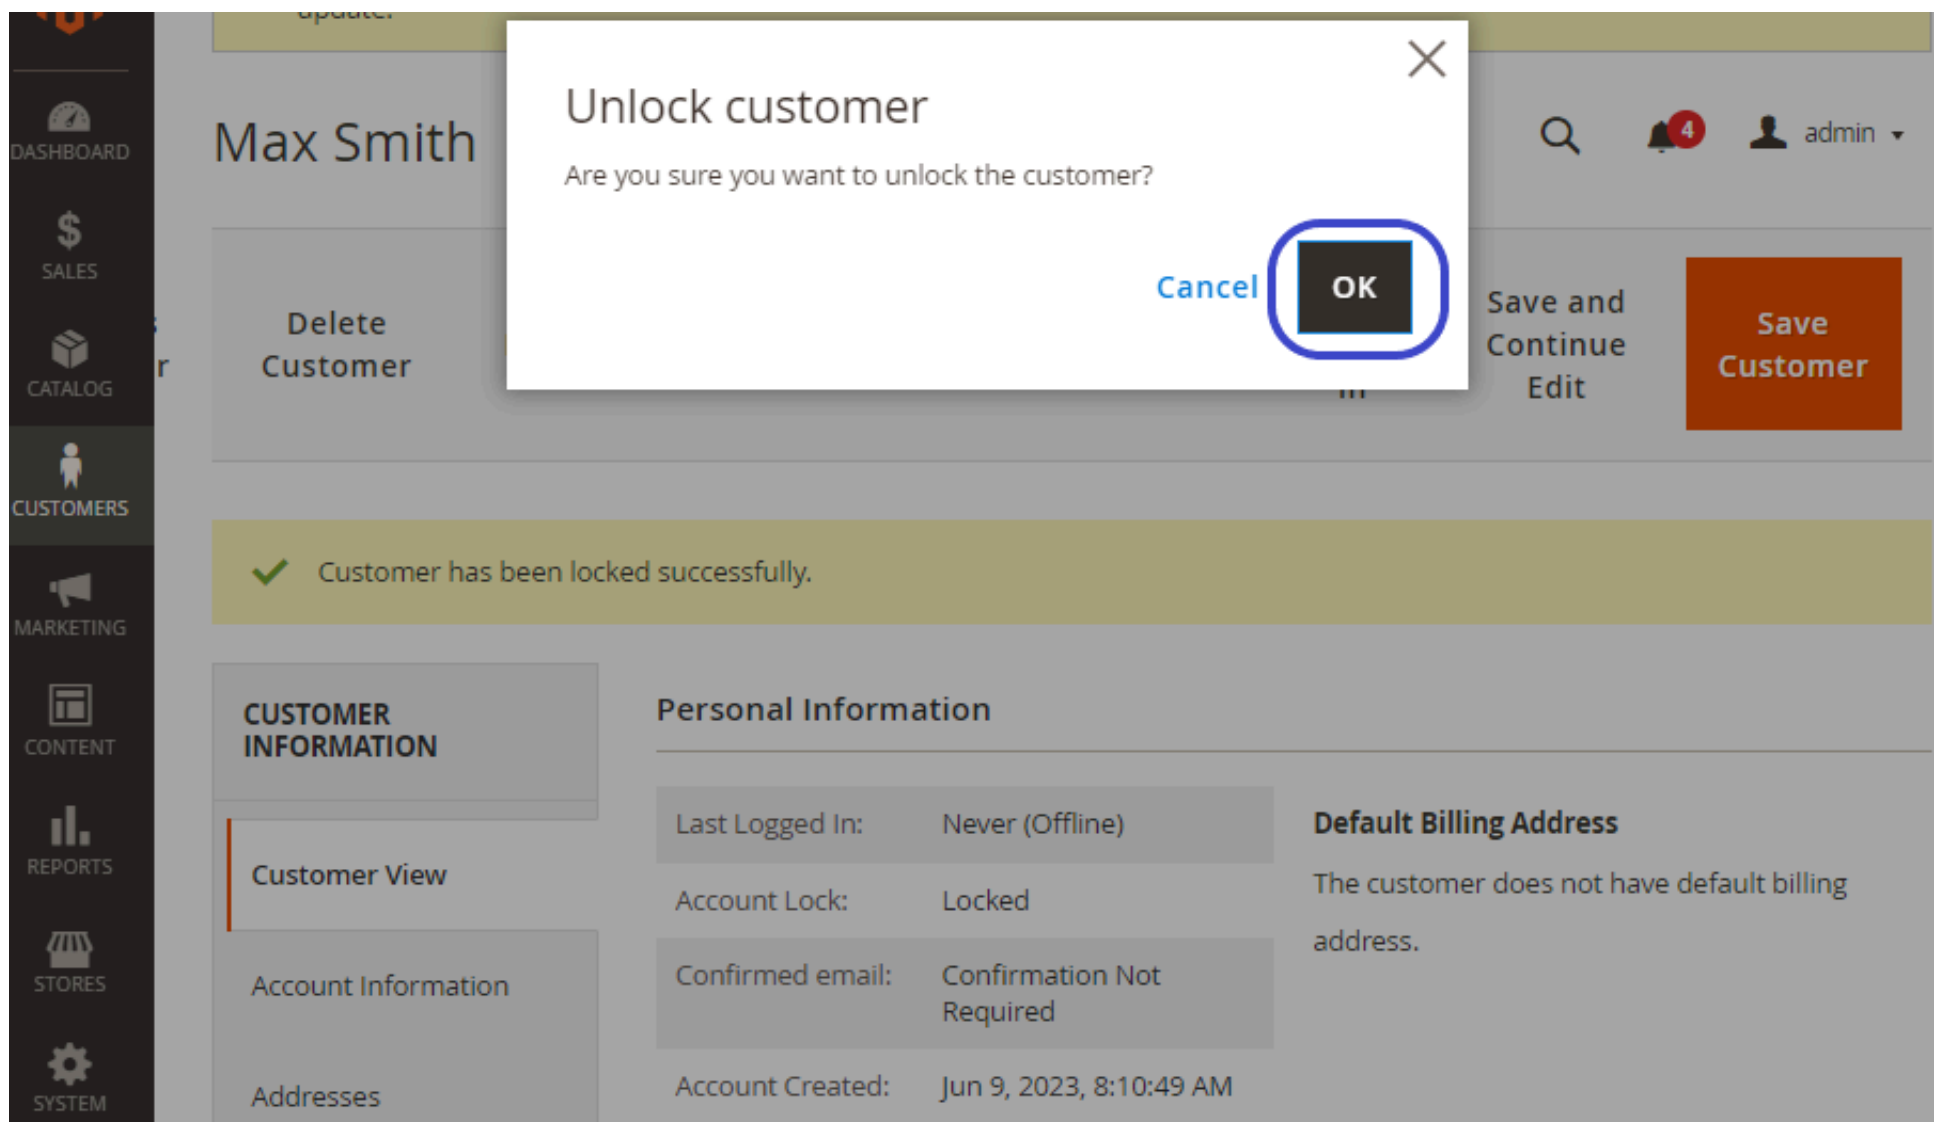 update.
Unlock customer
Are you sure you want to unlock the customer?
Cancel
OK
Max Smith
4
admin
DASHBOARD
SALES
CATALOG
CUSTOMERS
MARKETING
CONTENT
REPORTS
STORES
SYSTEM
Delete
Customer
Save and
Continue
Edit
Save
Customer
Customer has been locked successfully.
CUSTOMER
INFORMATION
Customer View
Account Information
Addresses
Personal Information
Last Logged In: Never (Offline)
Account Lock: Locked
Confirmed email: Confirmation Not
Required
Account Created: Jun 9, 2023, 8:10:49 AM
Default Billing Address
The customer does not have default billing
address.